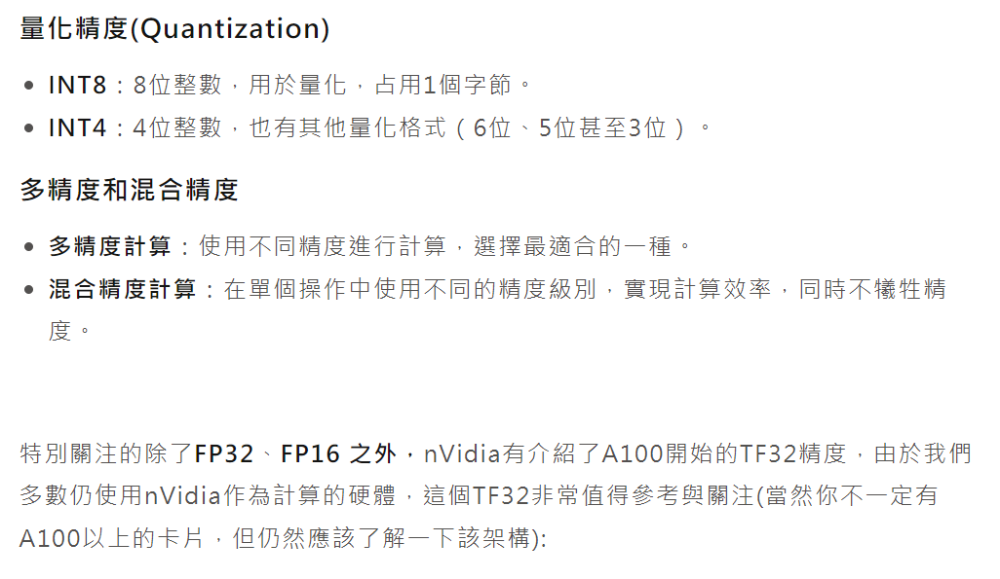 量化精度(Quantization)
• INT8：8位整數，用於量化，占用1個字節。
• INT4：4位整數，也有其他量化格式（6位、5位甚至3位）。
多精度和混合精度
• 多精度計算：使用不同精度進行計算，選擇最適合的一種。
• 混合精度計算：在單個操作中使用不同的精度級別，實現計算效率，同時不犧牲精
度。
特別關注的除了FP32、FP16 之外，nVidia有介紹了A100開始的TF32精度，由於我們
多數仍使用nVidia作為計算的硬體，這個TF32非常值得參考與關注(當然你不一定有
A100以上的卡片，但仍然應該了解一下該架構):